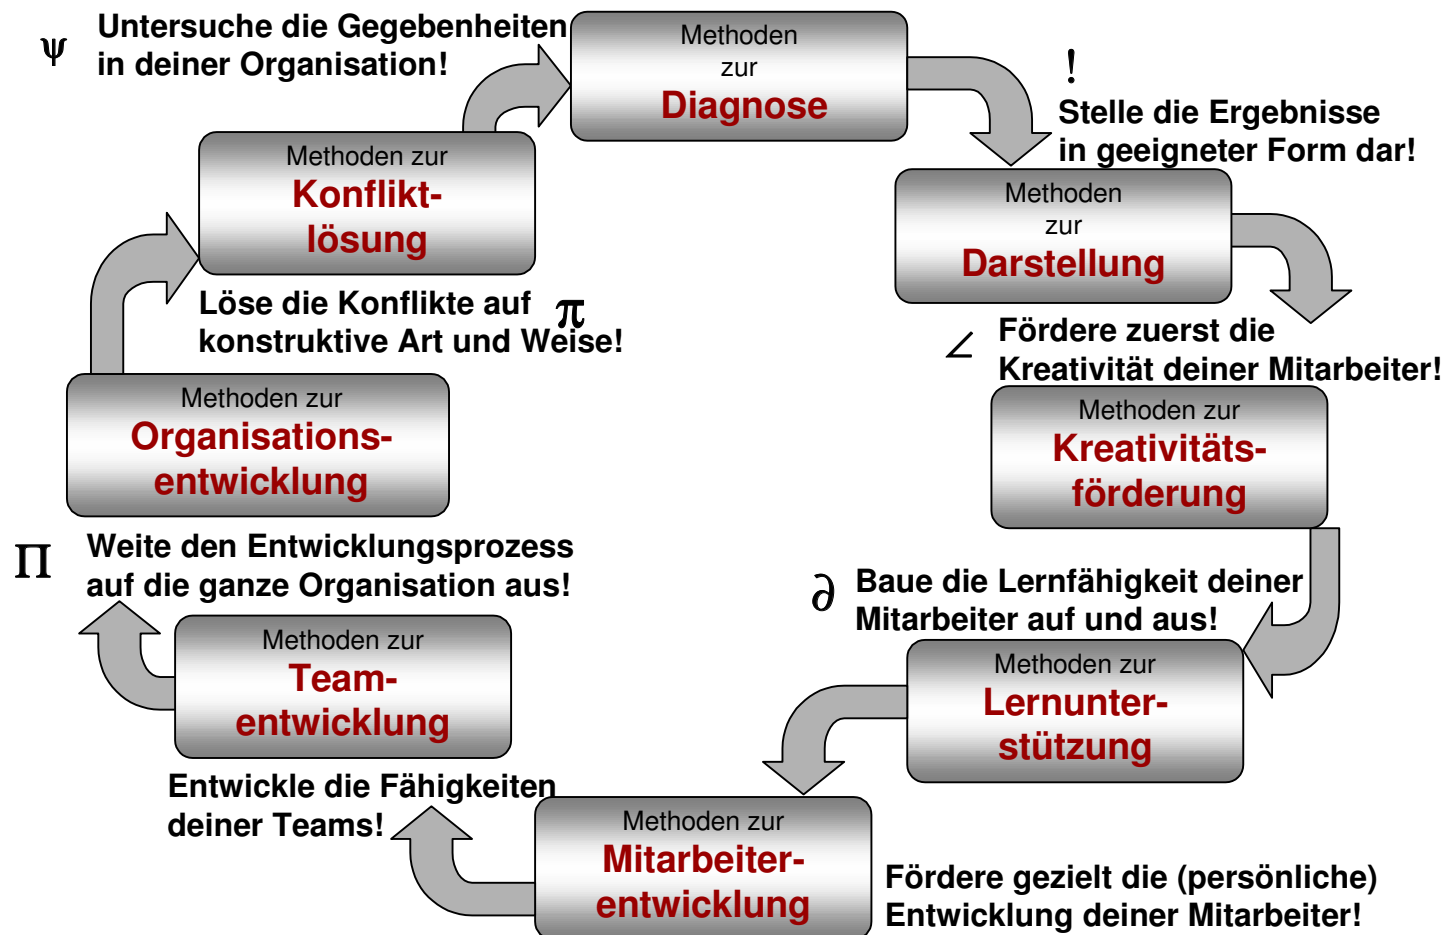 ψ
Untersuche die Gegebenheiten
in deiner Organisation!
Methoden
zur
Diagnose
!
Stelle die Ergebnisse
in geeigneter Form dar!
Methoden
zur
Darstellung
∠
Fördere zuerst die
Kreativität deiner Mitarbeiter!
Methoden zur
Kreativitäts-
förderung
∂
Baue die Lernfähigkeit deiner
Mitarbeiter auf und aus!
Methoden zur
Lernunter-
stützung
Methoden zur
Mitarbeiter-
entwicklung
Fördere gezielt die (persönliche)
Entwicklung deiner Mitarbeiter!
Entwickle die Fähigkeiten
deiner Teams!
Methoden zur
Team-
entwicklung
Π
Weite den Entwicklungsprozess
auf die ganze Organisation aus!
Methoden zur
Organisations-
entwicklung
Löse die Konflikte auf
π
konstruktive Art und Weise!
Methoden zur
Konflikt-
lösung